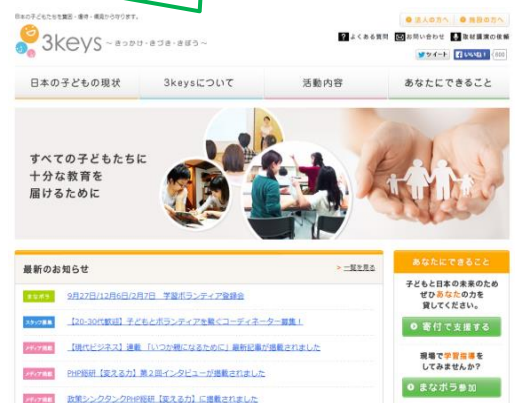 日本の子どもたちを貧困・虐待・構造から守ります。
法人の方へ
施設の方へ
3keys ～きっかけ・きづき・きぼう～
よくある質問
お問い合わせ
取材講演の依頼
ツイート
いいね！
日本の子どもの現状
3keysについて
活動内容
あなたにできること
すべての子どもたちに
十分な教育を
届けるために
最新のお知らせ
> 一覧を見る
まなボラ
9月27日/12月6日/2月7日 学習ボランティア登録会
スタッフ募集
【20-30代歓迎】子どもとボランティアを繋ぐコーディネーター募集！
メディア掲載
【現代ビジネス】連載 「いつか親になるために」最新記事が掲載されました
メディア掲載
PHP総研【変える力】第２回インタビューが掲載されました
メディア掲載
政策シンクタンクPHP総研【変える力】に掲載されました
あなたにできること
子どもと日本の未来のため
ぜひあなたの力を
貸してください。
寄付で支援する
現場で学習指導を
してみませんか？
まなボラ参加